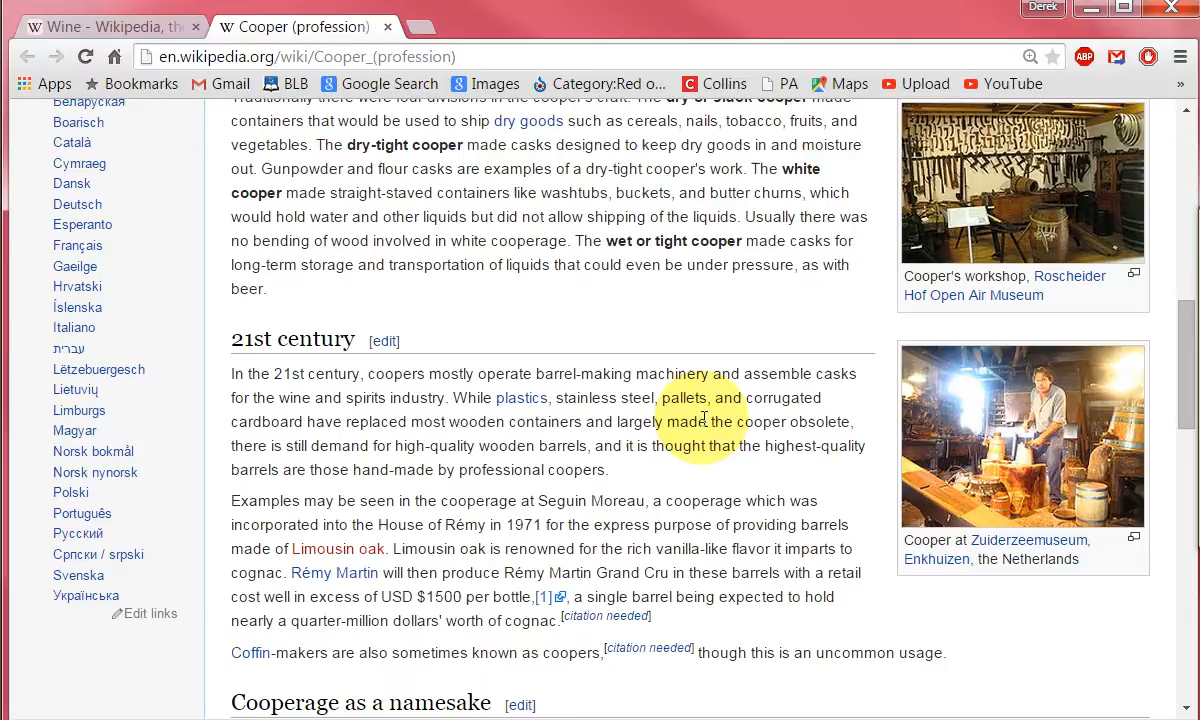 Derek
Wine - Wikipedia, the
Cooper (profession)
en.wikipedia.org/wiki/Cooper_(profession)
ABP
Apps Bookmarks Gmail BLB Google Search Images Category:Red o... Collins PA Maps Upload YouTube »
Беларуская
Boarisch
Català
Cymraeg
Dansk
Deutsch
Esperanto
Français
Gaeilge
Hrvatski
Íslenska
Italiano
עברית
Lëtzebuergesch
Lietuvių
Limburgs
Magyar
Norsk bokmål
Norsk nynorsk
Polski
Português
Русский
Српски / srpski
Svenska
Українська
Edit links
Traditionally there were four divisions in the cooper's craft. The dry or slack cooper made
containers that would be used to ship dry goods such as cereals, nails, tobacco, fruits, and
vegetables. The dry-tight cooper made casks designed to keep dry goods in and moisture
out. Gunpowder and flour casks are examples of a dry-tight cooper's work. The white
cooper made straight-staved containers like washtubs, buckets, and butter churns, which
would hold water and other liquids but did not allow shipping of the liquids. Usually there was
no bending of wood involved in white cooperage. The wet or tight cooper made casks for
long-term storage and transportation of liquids that could even be under pressure, as with
beer.
21st century [edit]
In the 21st century, coopers mostly operate barrel-making machinery and assemble casks
for the wine and spirits industry. While plastics, stainless steel, pallets, and corrugated
cardboard have replaced most wooden containers and largely made the cooper obsolete,
there is still demand for high-quality wooden barrels, and it is thought that the highest-quality
barrels are those hand-made by professional coopers.
Examples may be seen in the cooperage at Seguin Moreau, a cooperage which was
incorporated into the House of Rémy in 1971 for the express purpose of providing barrels
made of Limousin oak. Limousin oak is renowned for the rich vanilla-like flavor it imparts to
cognac. Rémy Martin will then produce Rémy Martin Grand Cru in these barrels with a retail
cost well in excess of USD $1500 per bottle,[1], a single barrel being expected to hold
nearly a quarter-million dollars' worth of cognac.[citation needed]
Coffin-makers are also sometimes known as coopers,[citation needed] though this is an uncommon usage.
Cooperage as a namesake [edit]
Cooper's workshop, Roscheider
Hof Open Air Museum
Cooper at Zuiderzeemuseum,
Enkhuizen, the Netherlands